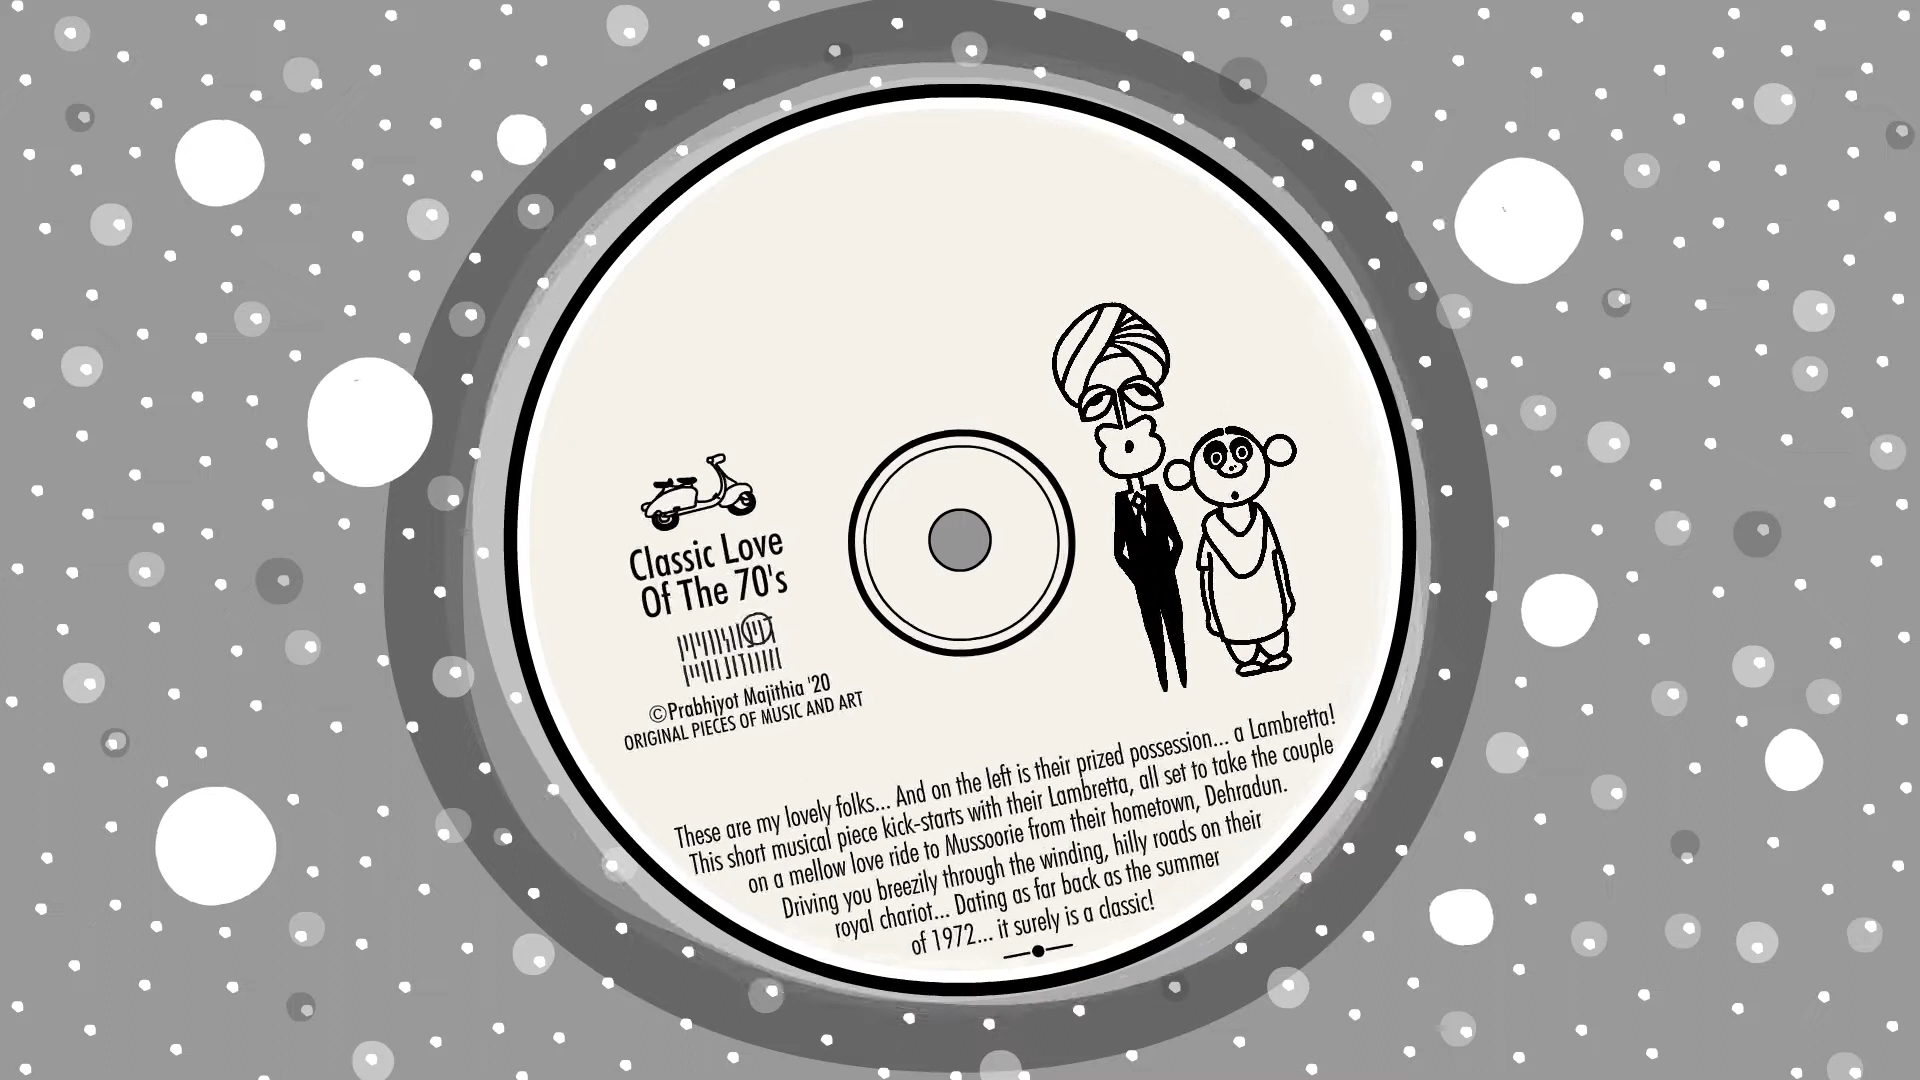 Classic Love
Of The 70's
©Prabhjyot Majithia '20
ORIGINAL PIECES OF MUSIC AND ART
These are my lovely folks... And on the left is their prized possession... a Lambretta!
This short musical piece kick-starts with their Lambretta, all set to take the couple
on a mellow love ride to Mussoorie from their hometown, Dehradun.
Driving you breezily through the winding, hilly roads on their
royal chariot... Dating as far back as the summer
of 1972... it surely is a classic!